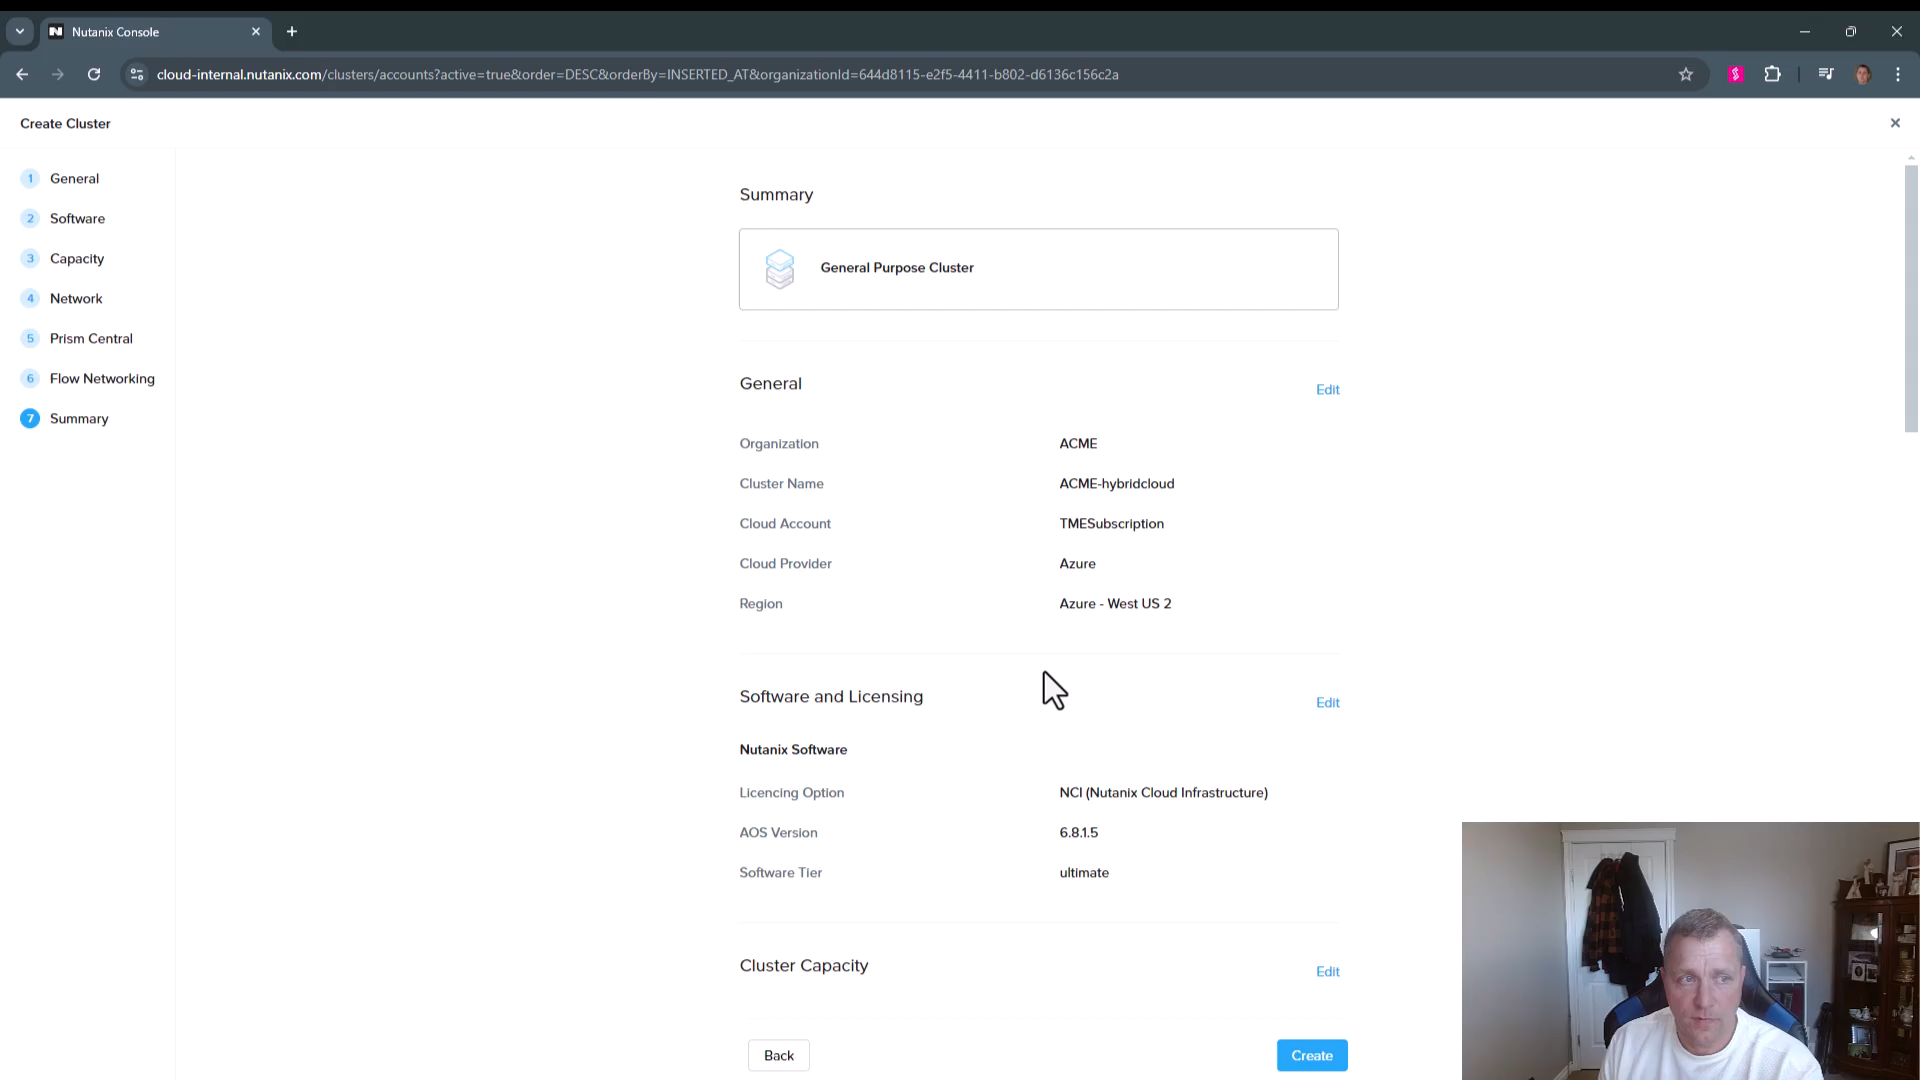 Nutanix Console
cloud-internal.nutanix.com/clusters/accounts?active=true&order=DESC&orderBy=INSERTED_AT&organizationId=644d8115-e2f5-4411-b802-d6136c156c2a
Create Cluster
1 General
2 Software
3 Capacity
4 Network
5 Prism Central
6 Flow Networking
7 Summary
Summary
General Purpose Cluster
General Edit
Organization ACME
Cluster Name ACME-hybridcloud
Cloud Account TMESubscription
Cloud Provider Azure
Region Azure - West US 2
Software and Licensing Edit
Nutanix Software
Licencing Option NCI (Nutanix Cloud Infrastructure)
AOS Version 6.8.1.5
Software Tier ultimate
Cluster Capacity Edit
Back Create